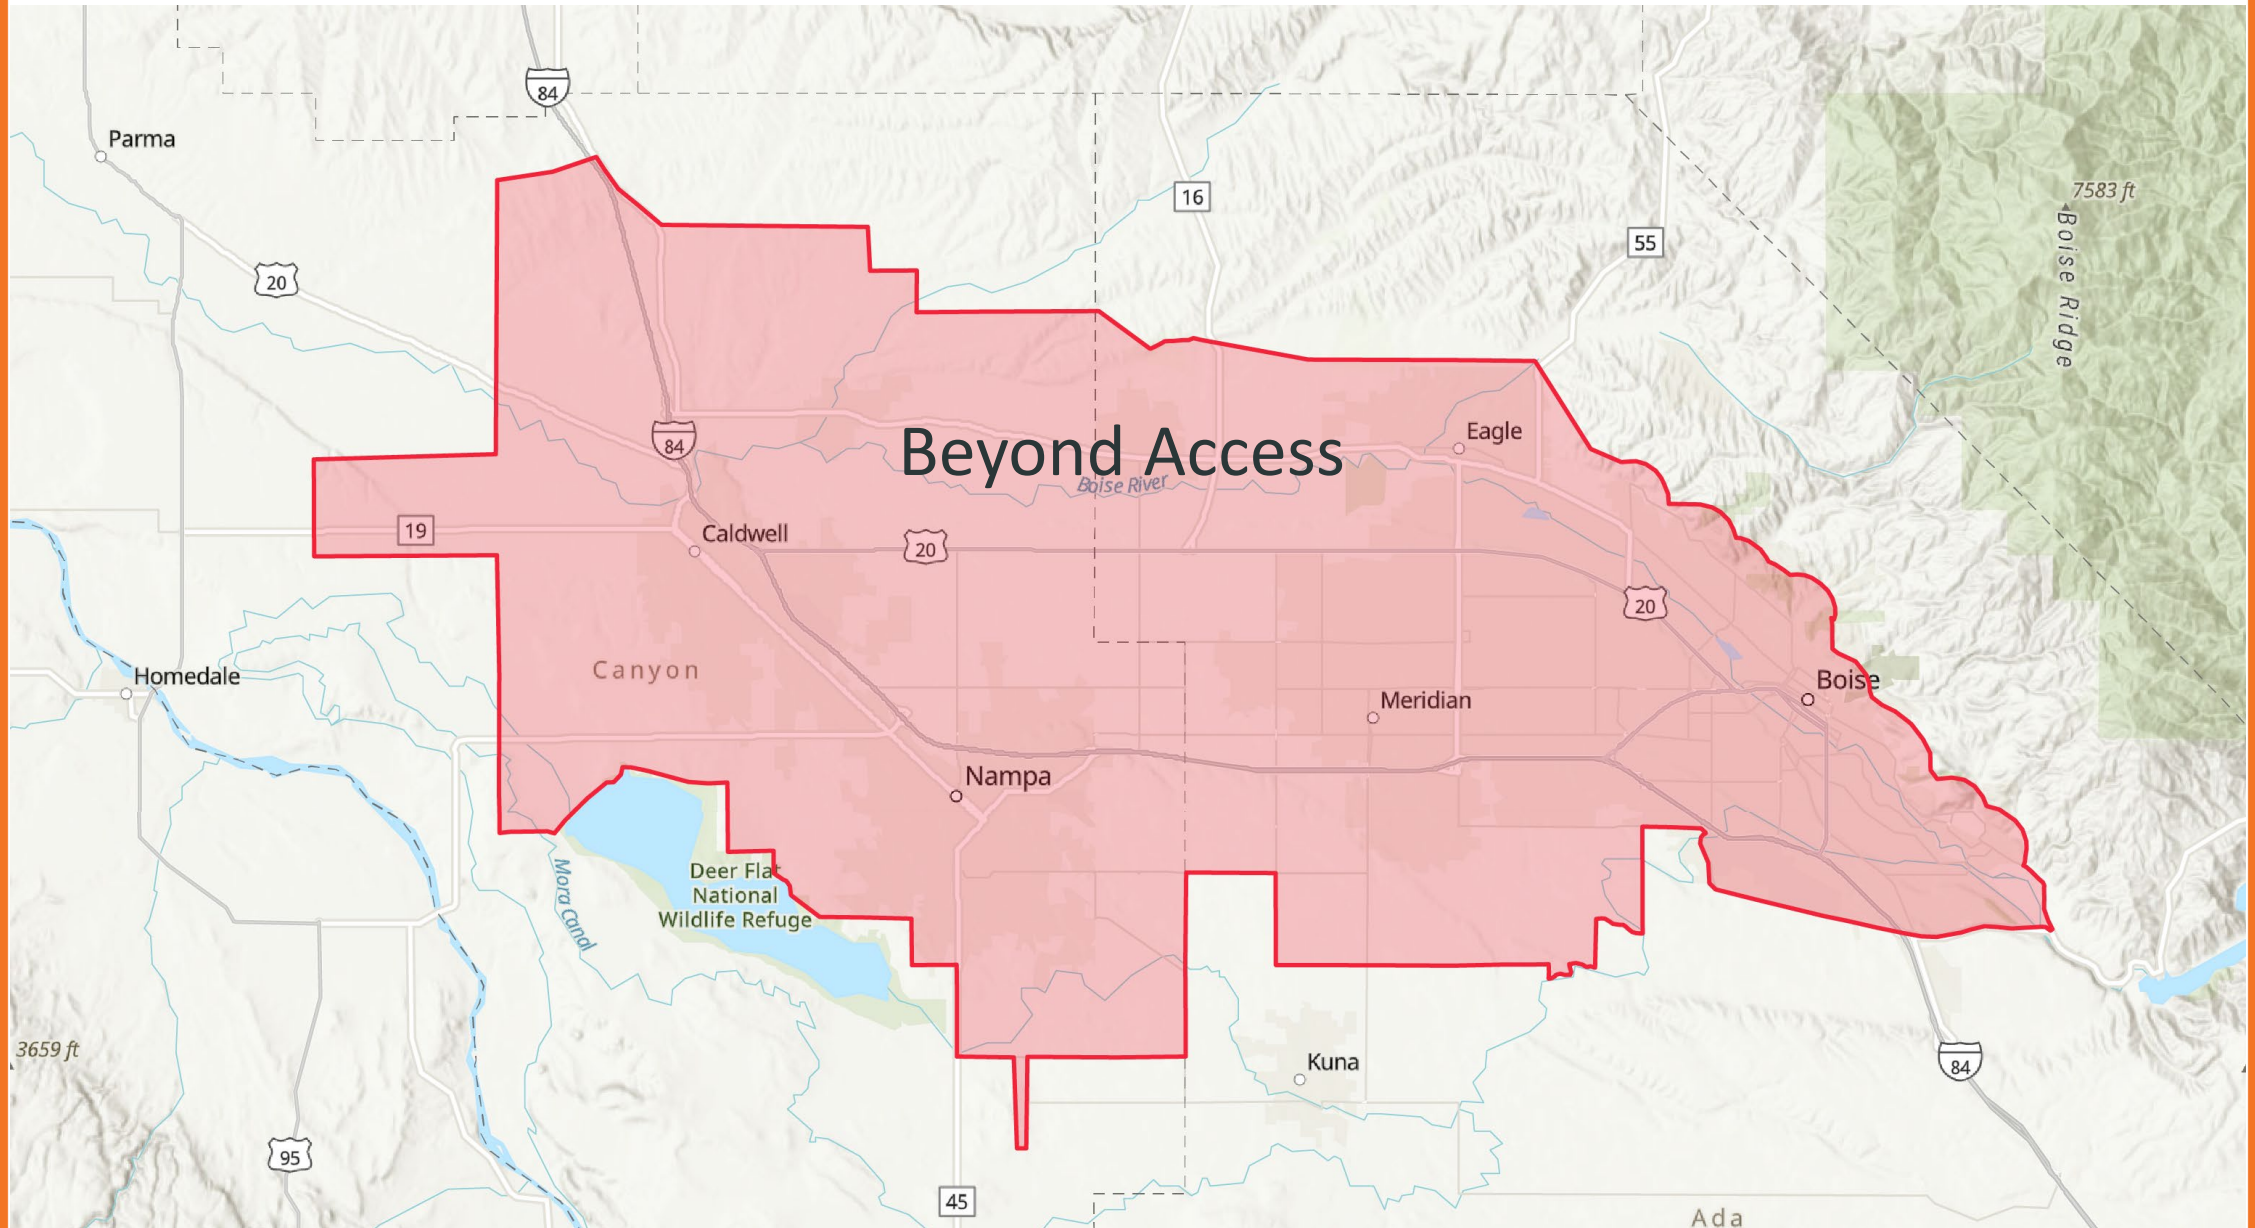 84
Parma
16
7583 ft
Boise Ridge
55
20
Beyond Access
Eagle
84
Boise River
19
Caldwell
20
20
Canyon
Homedale
Boise
Meridian
Nampa
Mora Canal
Deer Flat
National
Wildlife Refuge
3659 ft
Kuna
84
95
45
Ada